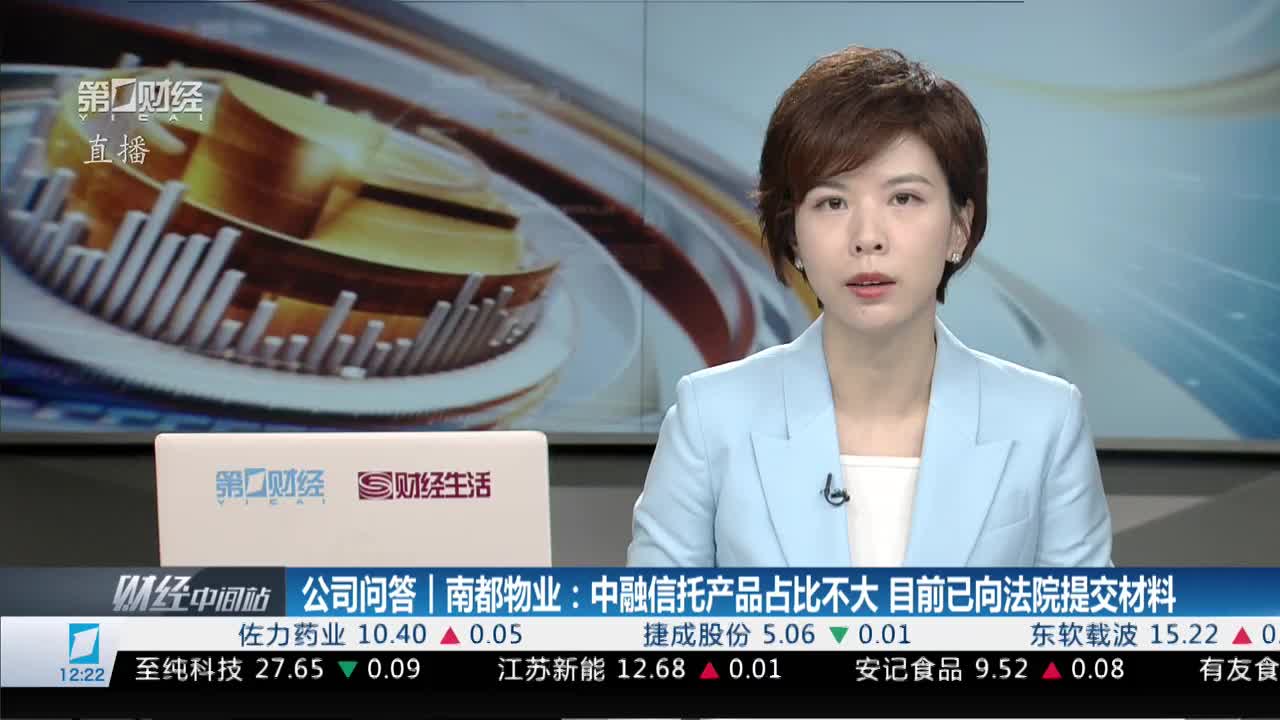 第一财经
YICAI
直播
第一财经
YICAI
财经生活
财经中间站
公司问答｜南都物业：中融信托产品占比不大 目前已向法院提交材料
佐力药业 10.40 ▲ 0.05 捷成股份 5.06 ▼ 0.01 东软载波 15.22 ▲ 0.
12:22
至纯科技 27.65 ▼ 0.09 江苏新能 12.68 ▲ 0.01 安记食品 9.52 ▲ 0.08 有友食